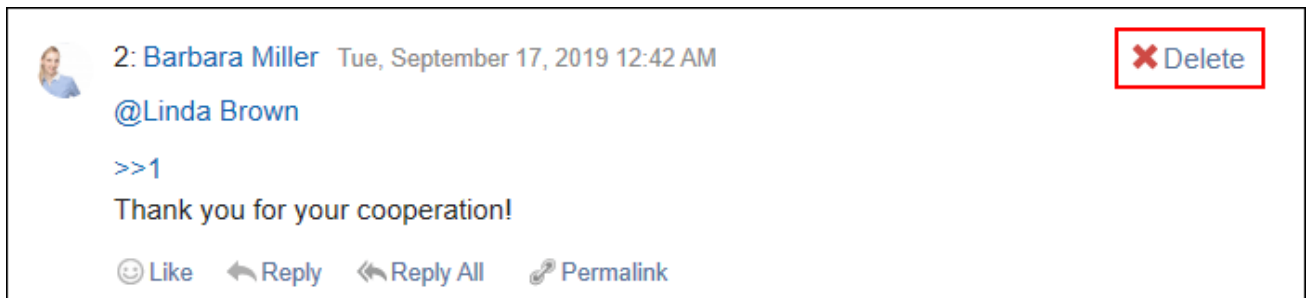 2: Barbara Miller Tue, September 17, 2019 12:42 AM Delete
@Linda Brown
>>1
Thank you for your cooperation!
Like Reply Reply All Permalink